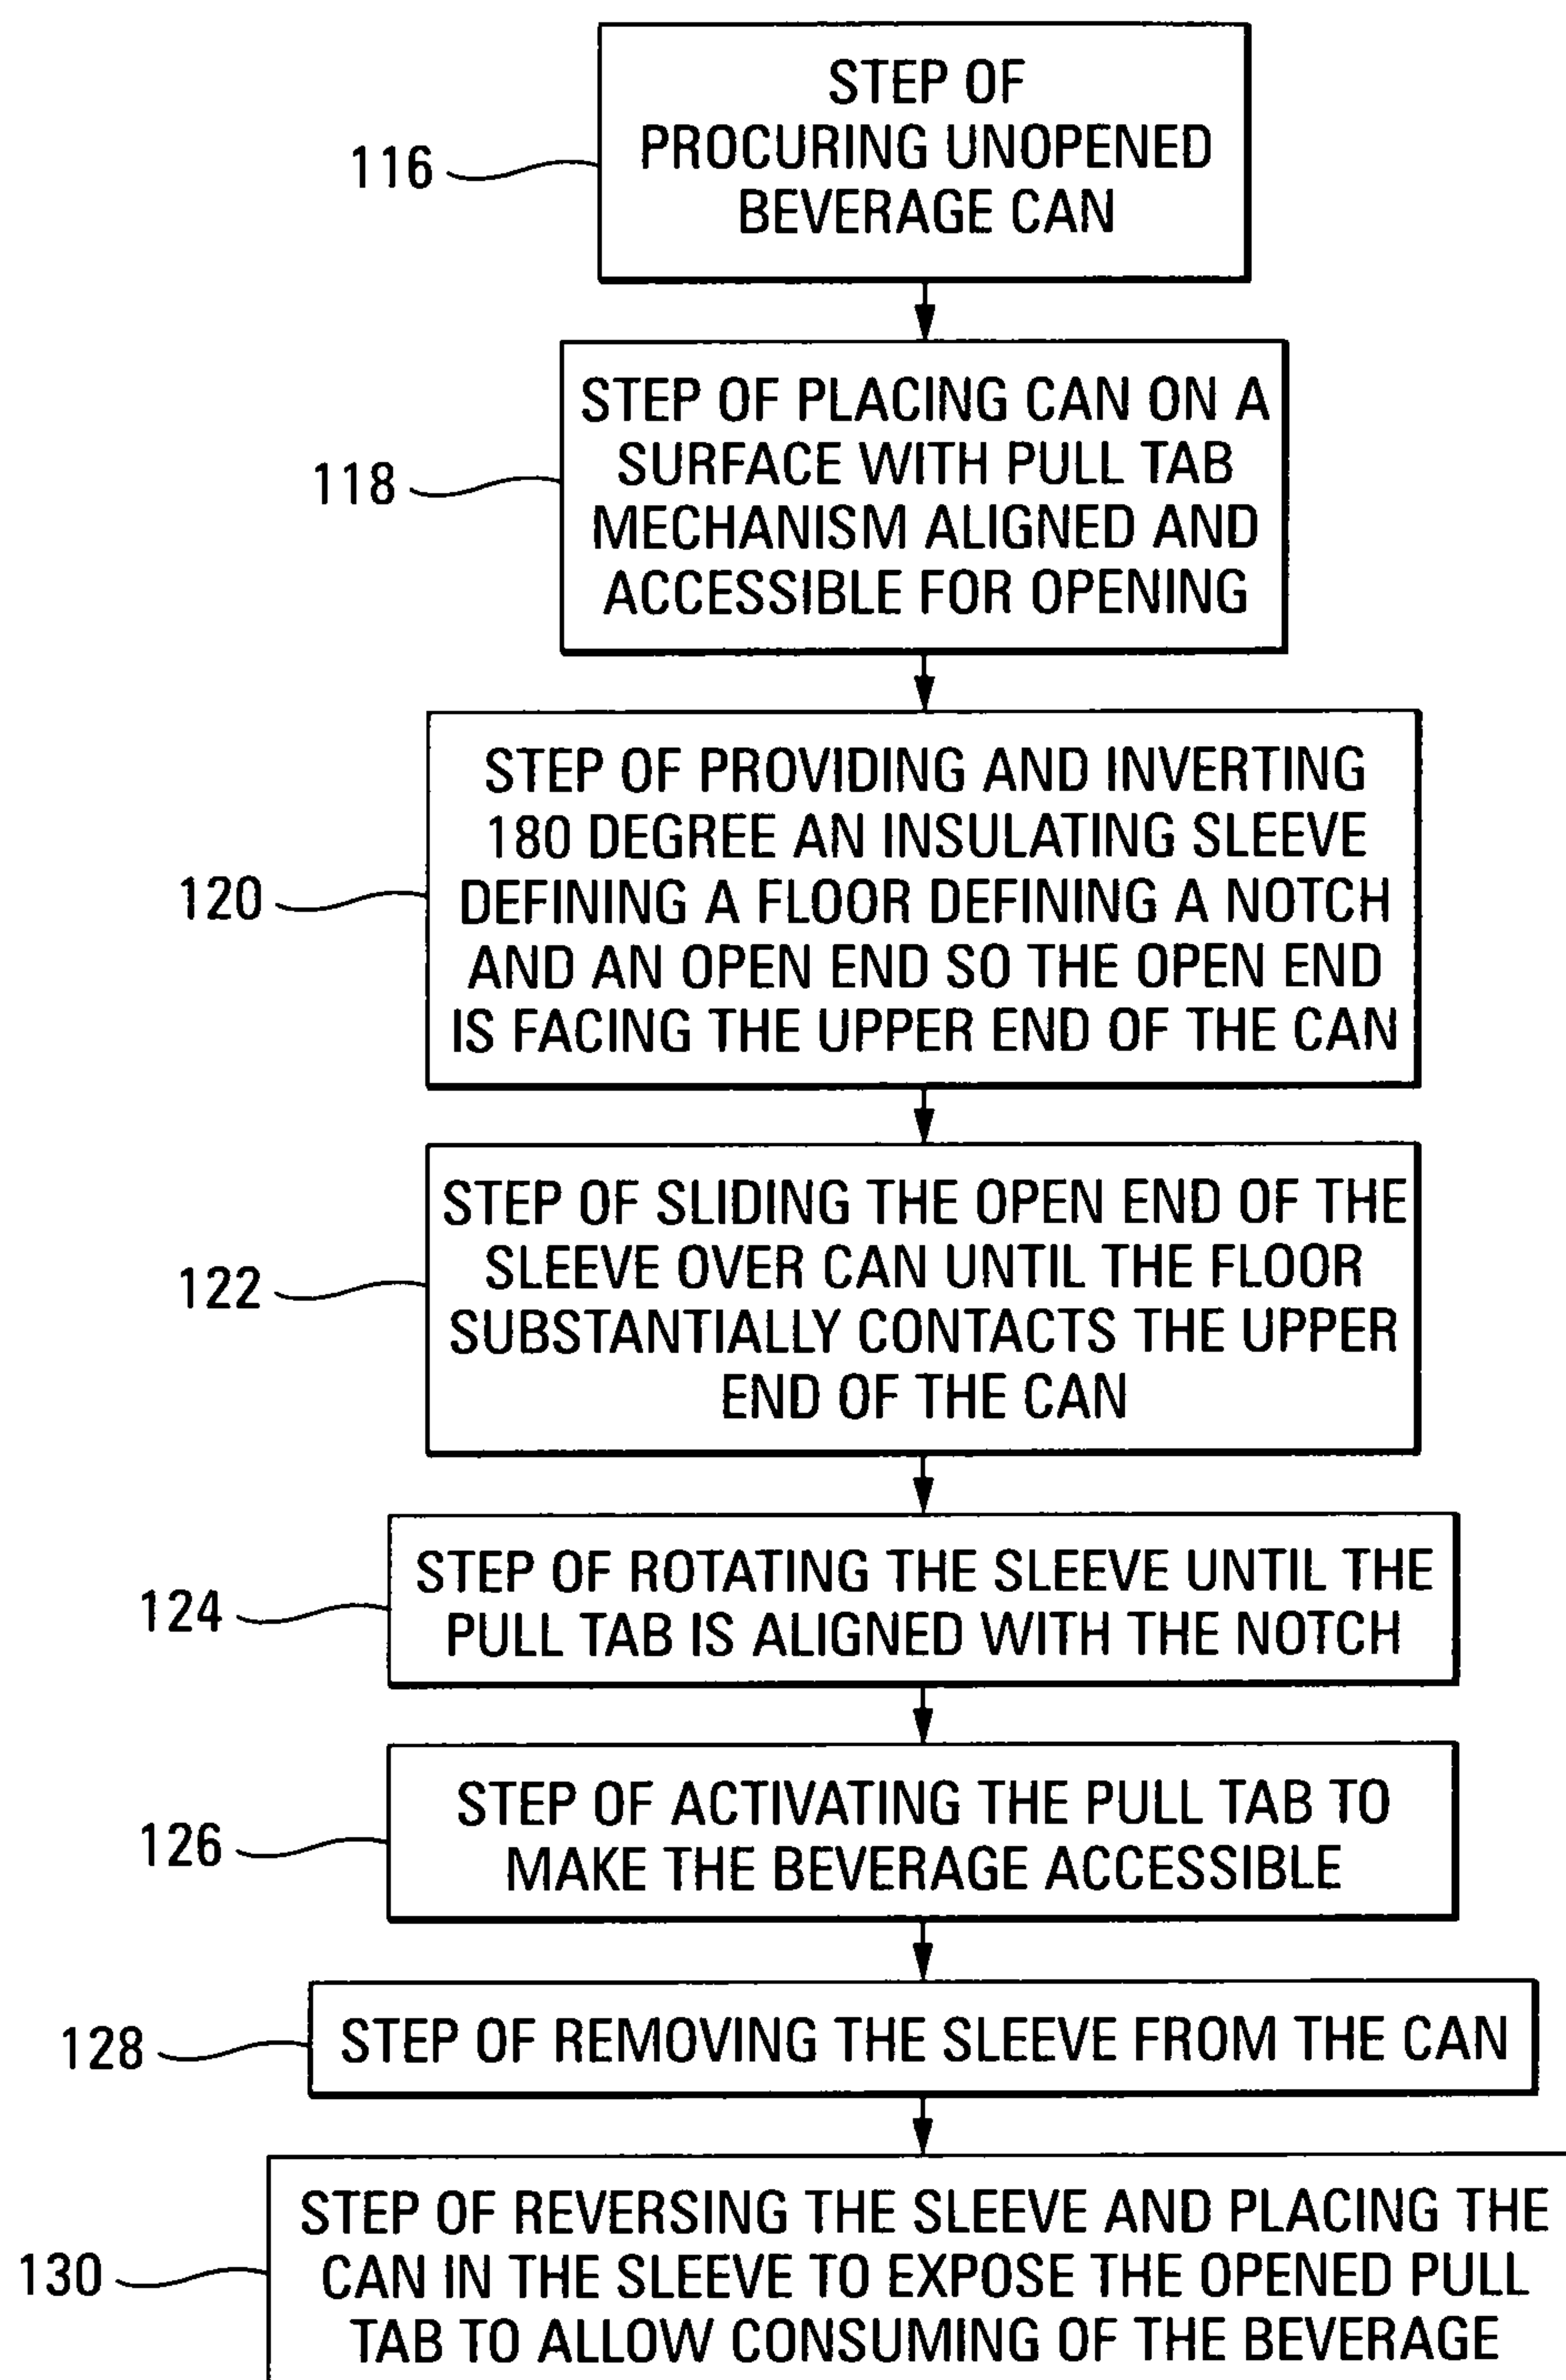 STEP OF
PROCURING UNOPENED
BEVERAGE CAN
116
STEP OF PLACING CAN ON A
SURFACE WITH PULL TAB
MECHANISM ALIGNED AND
ACCESSIBLE FOR OPENING
118
STEP OF PROVIDING AND INVERTING
180 DEGREE AN INSULATING SLEEVE
DEFINING A FLOOR DEFINING A NOTCH
AND AN OPEN END SO THE OPEN END
IS FACING THE UPPER END OF THE CAN
120
STEP OF SLIDING THE OPEN END OF THE
SLEEVE OVER CAN UNTIL THE FLOOR
SUBSTANTIALLY CONTACTS THE UPPER
END OF THE CAN
122
STEP OF ROTATING THE SLEEVE UNTIL THE
PULL TAB IS ALIGNED WITH THE NOTCH
124
STEP OF ACTIVATING THE PULL TAB TO
MAKE THE BEVERAGE ACCESSIBLE
126
STEP OF REMOVING THE SLEEVE FROM THE CAN
128
STEP OF REVERSING THE SLEEVE AND PLACING THE
CAN IN THE SLEEVE TO EXPOSE THE OPENED PULL
TAB TO ALLOW CONSUMING OF THE BEVERAGE
130